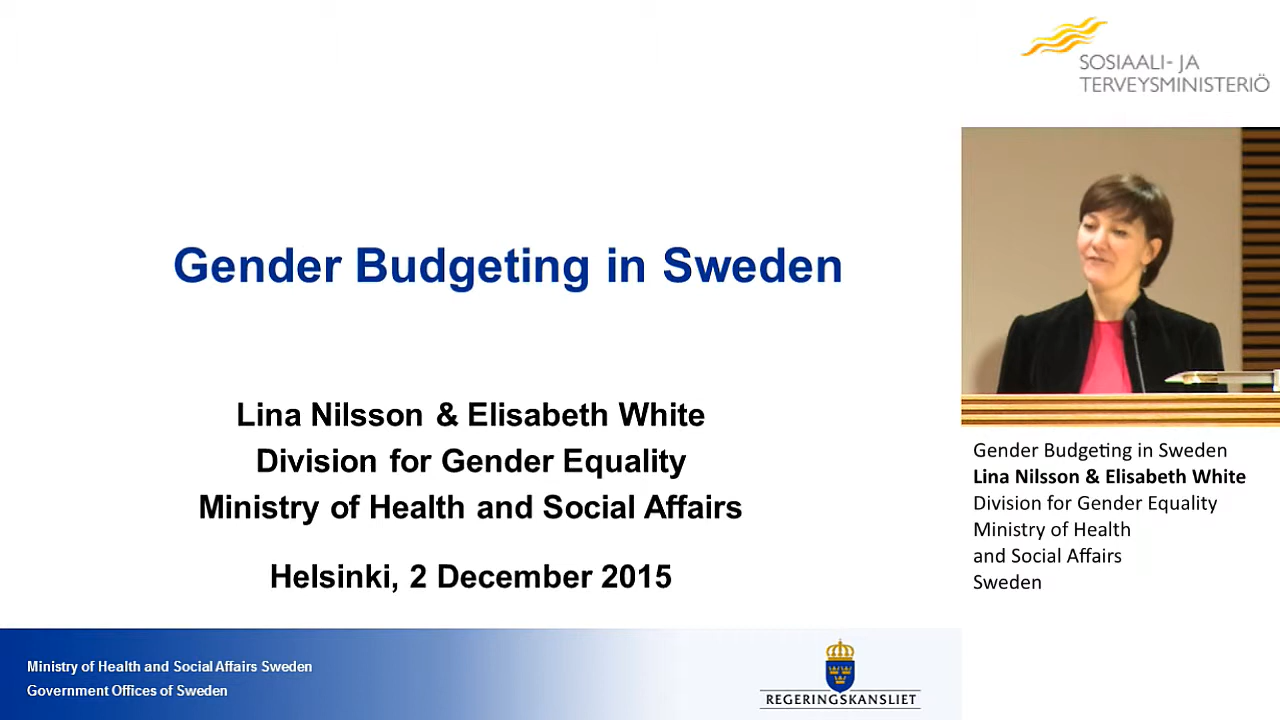 SOSIAALI- JA
TERVEYSMINISTERIÖ
Gender Budgeting in Sweden
Lina Nilsson & Elisabeth White
Division for Gender Equality
Ministry of Health and Social Affairs
Helsinki, 2 December 2015
Gender Budgeting in Sweden
Lina Nilsson & Elisabeth White
Division for Gender Equality
Ministry of Health
and Social Affairs
Sweden
Ministry of Health and Social Affairs Sweden
Government Offices of Sweden
REGERINGSKANSLIET